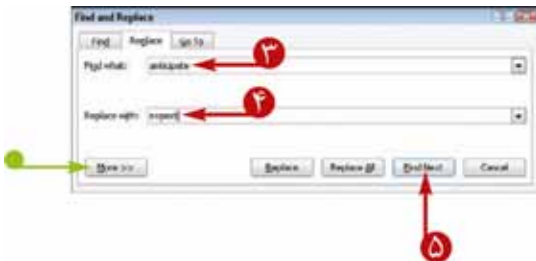 Find and Replace
Find Replace Go To
Find what: anticipate ۳
Replace with: expect ۴
More >> Replace Replace All Find Next Cancel
۵